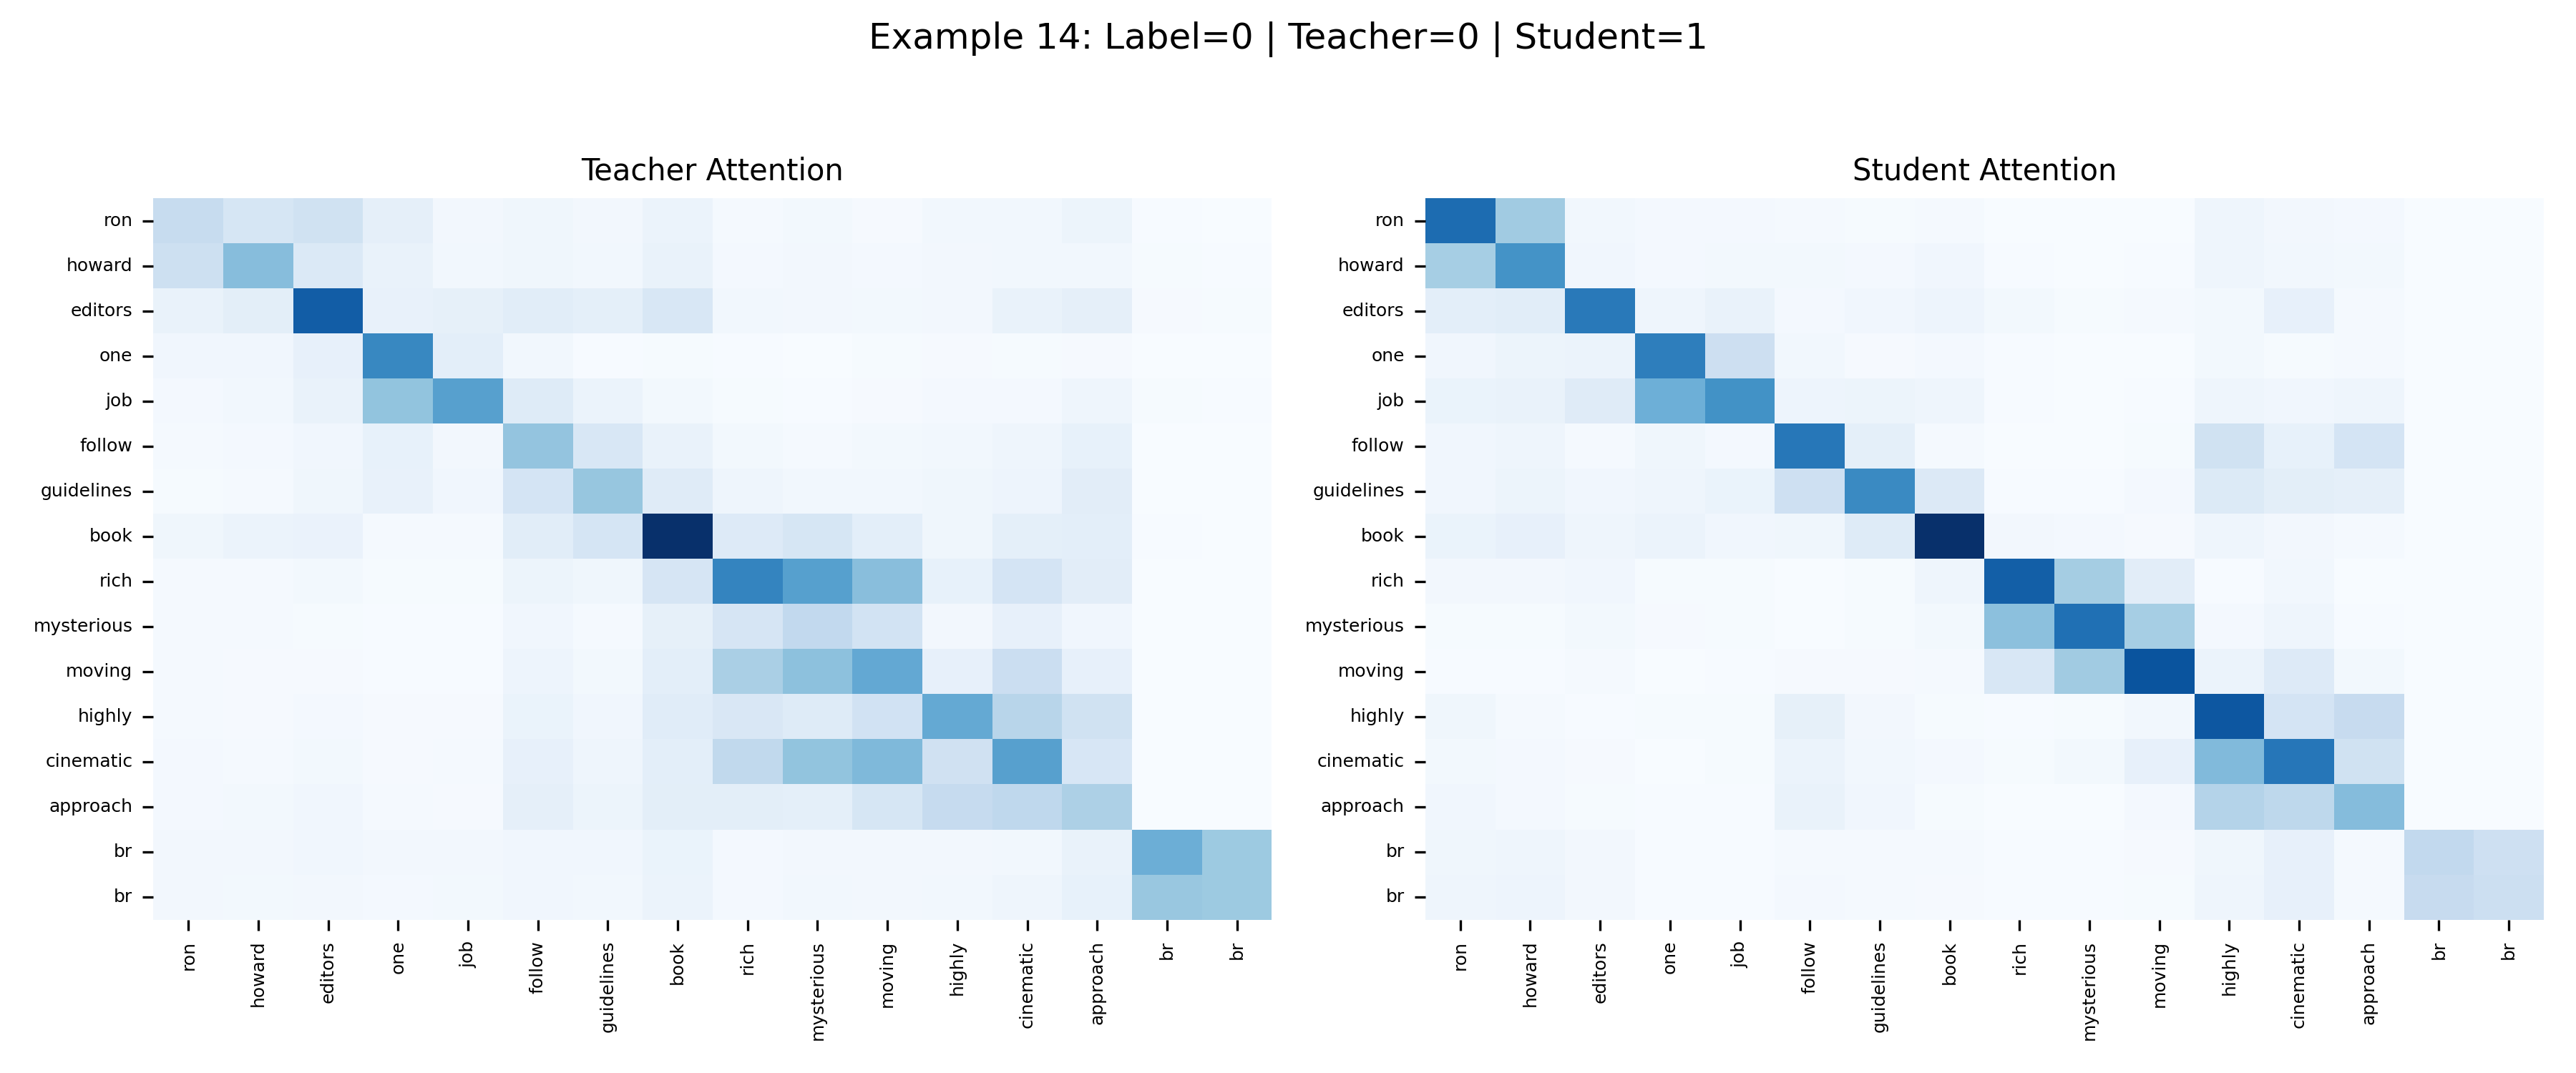 Example 14: Label=0 | Teacher=0 | Student=1
Teacher Attention
ron
howard
editors
one
job
follow
guidelines
book
rich
mysterious
moving
highly
cinematic
approach
br
br
ron
howard
editors
one
job
follow
guidelines
book
rich
mysterious
moving
highly
cinematic
approach
br
br
Student Attention
ron
howard
editors
one
job
follow
guidelines
book
rich
mysterious
moving
highly
cinematic
approach
br
br
ron
howard
editors
one
job
follow
guidelines
book
rich
mysterious
moving
highly
cinematic
approach
br
br